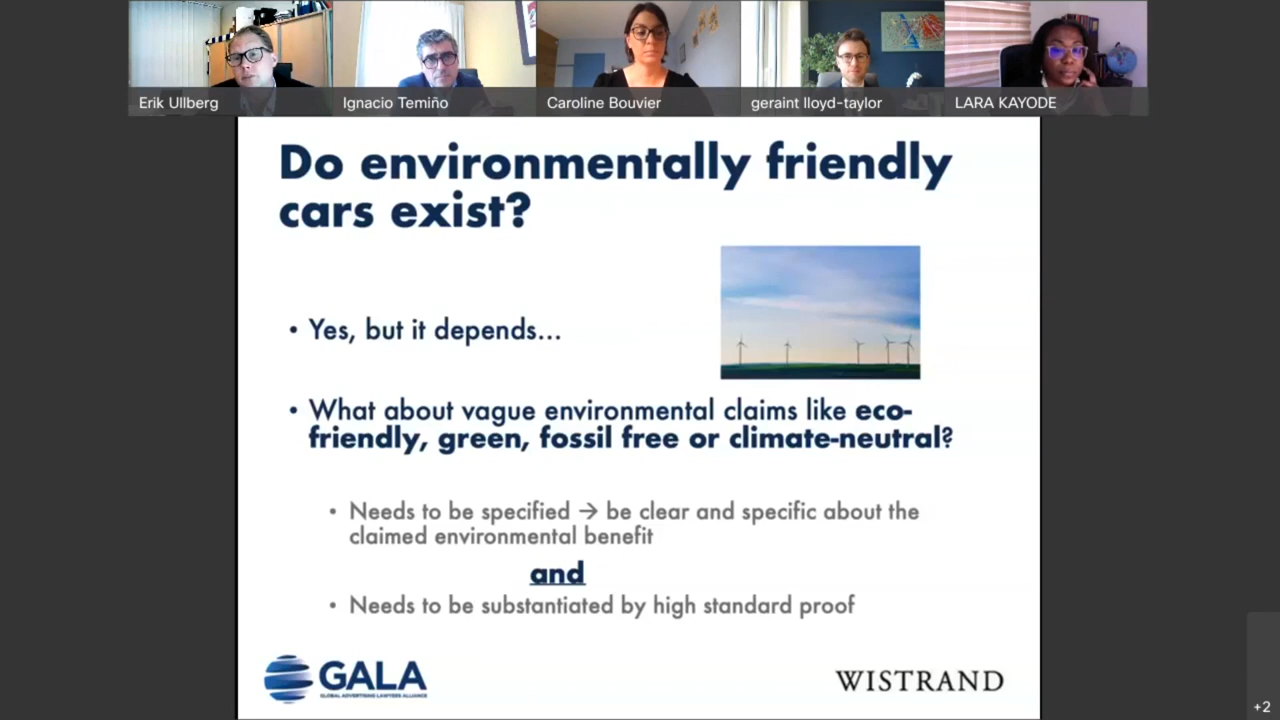 Erik Ullberg
Ignacio Temiño
Caroline Bouvier
geraint lloyd-taylor
LARA KAYODE
Do environmentally friendly
cars exist?
• Yes, but it depends...
• What about vague environmental claims like eco-
friendly, green, fossil free or climate-neutral?
• Needs to be specified → be clear and specific about the
claimed environmental benefit
and
• Needs to be substantiated by high standard proof
GALA
GLOBAL ADVERTISING LAWYERS ALLIANCE
WISTRAND
+2